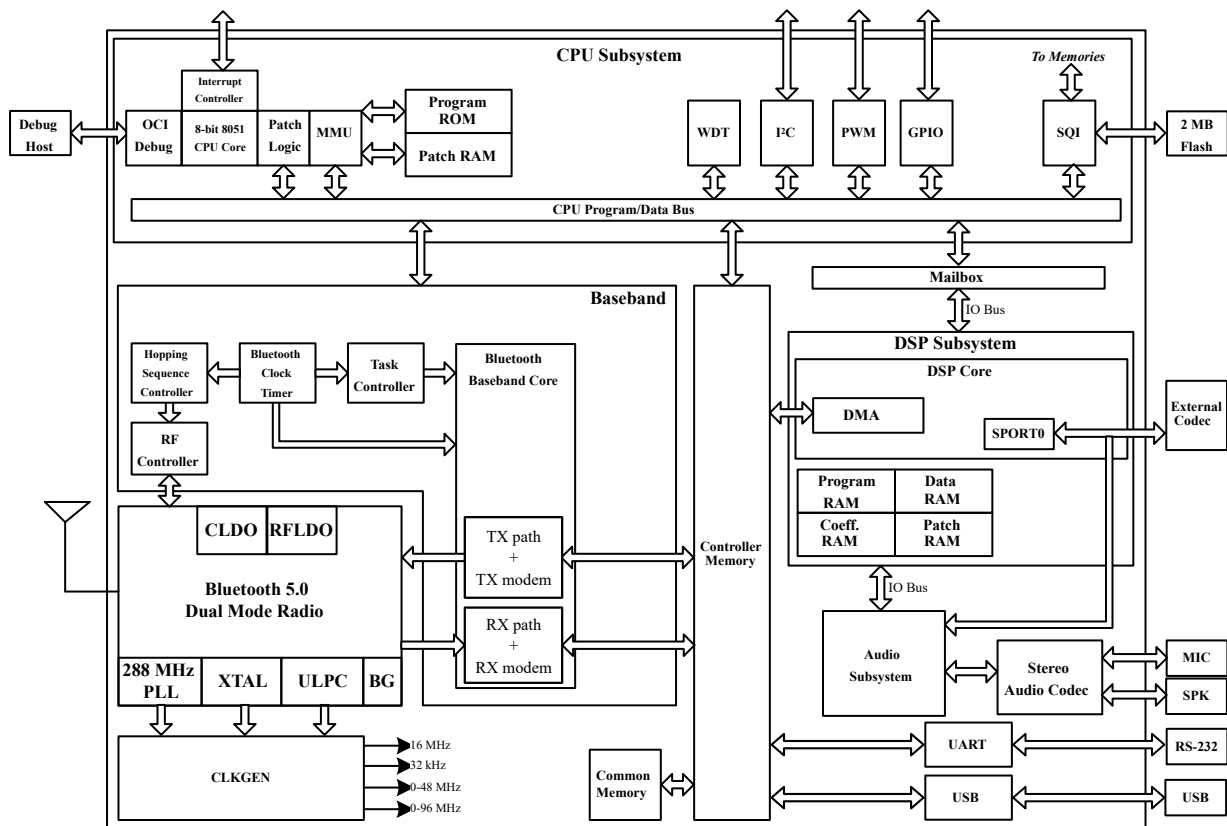 CPU Subsystem
To Memories
Interrupt
Controller
Debug
Host
OCI
Debug
8-bit 8051
CPU Core
Patch
Logic
MMU
Program
ROM
Patch RAM
WDT
I²C
PWM
GPIO
SQI
2 MB
Flash
CPU Program/Data Bus
Mailbox
IO Bus
Baseband
Hopping
Sequence
Controller
Bluetooth
Clock
Timer
Task
Controller
Bluetooth
Baseband Core
RF
Controller
DSP Subsystem
DSP Core
DMA
SPORT0
External
Codec
Program
RAM
Data
RAM
Coeff.
RAM
Patch
RAM
CLDO
RFLDO
Bluetooth 5.0
Dual Mode Radio
TX path
+
TX modem
RX path
+
RX modem
Controller
Memory
IO Bus
Audio
Subsystem
Stereo
Audio Codec
MIC
SPK
288 MHz
PLL
XTAL
ULPC
BG
CLKGEN
16 MHz
32 kHz
0-48 MHz
0-96 MHz
Common
Memory
UART
RS-232
USB
USB